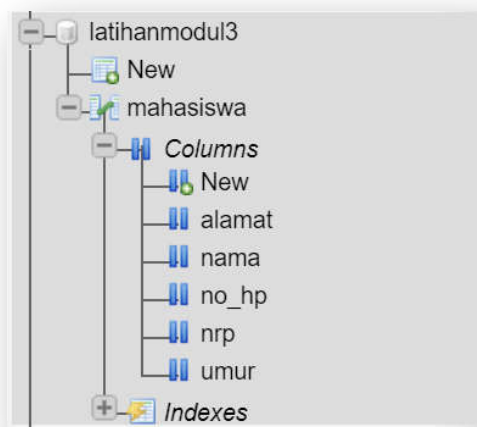 latihanmodul3
New
mahasiswa
Columns
New
alamat
nama
no_hp
nrp
umur
Indexes